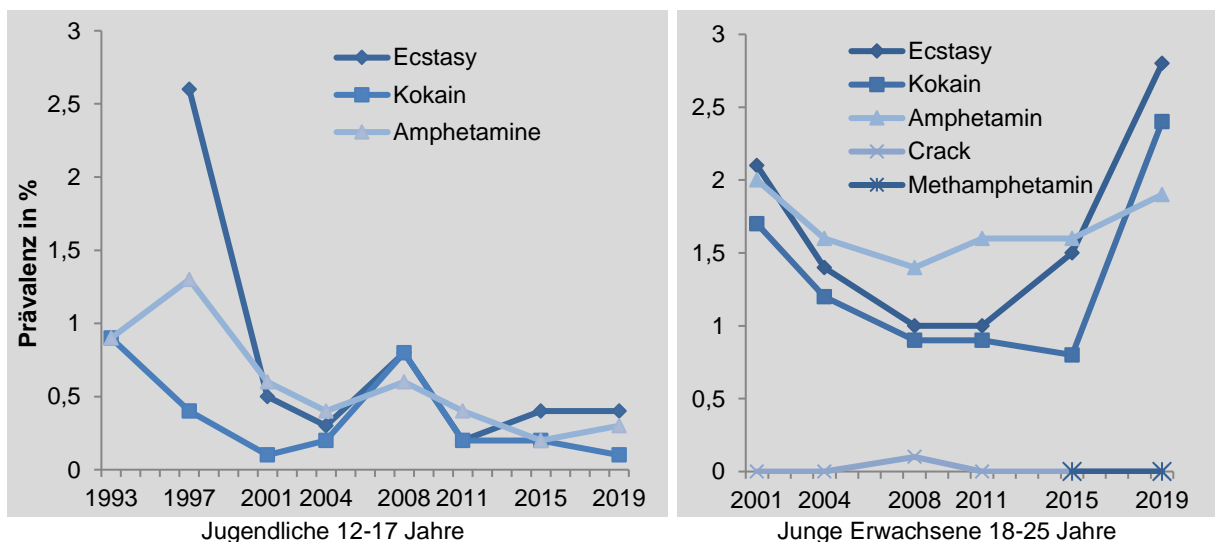 Prävalenz in %
3
2,5
2
1,5
1
0,5
0
Ecstasy
Kokain
Amphetamine
1993 1997 2001 2004 2008 2011 2015 2019
Jugendliche 12-17 Jahre
3
2,5
2
1,5
1
0,5
0
Ecstasy
Kokain
Amphetamin
Crack
Methamphetamin
2001 2004 2008 2011 2015 2019
Junge Erwachsene 18-25 Jahre